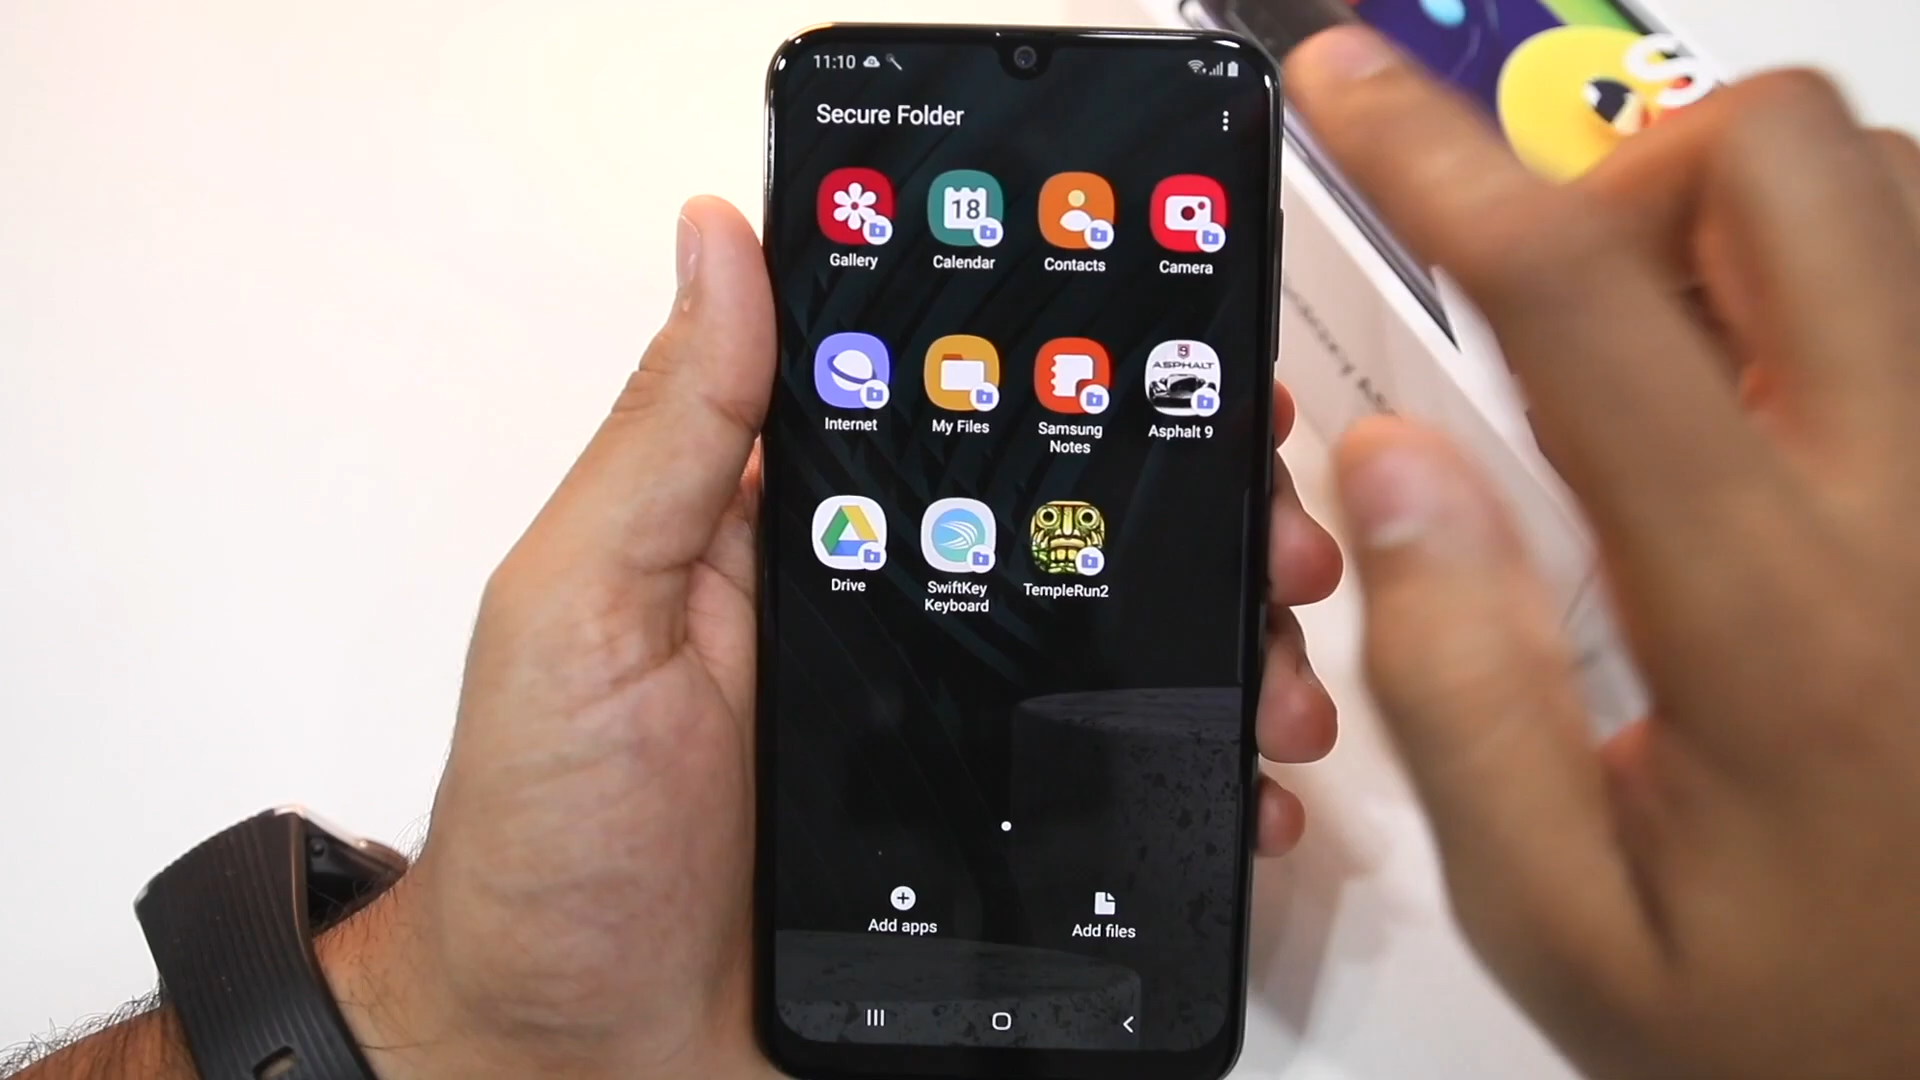 11:10
Secure Folder
18
Gallery
Calendar
Contacts
Camera
9
ASPHALT
Internet
My Files
Samsung
Notes
Asphalt 9
Drive
SwiftKey
Keyboard
TempleRun2
Add apps
Add files